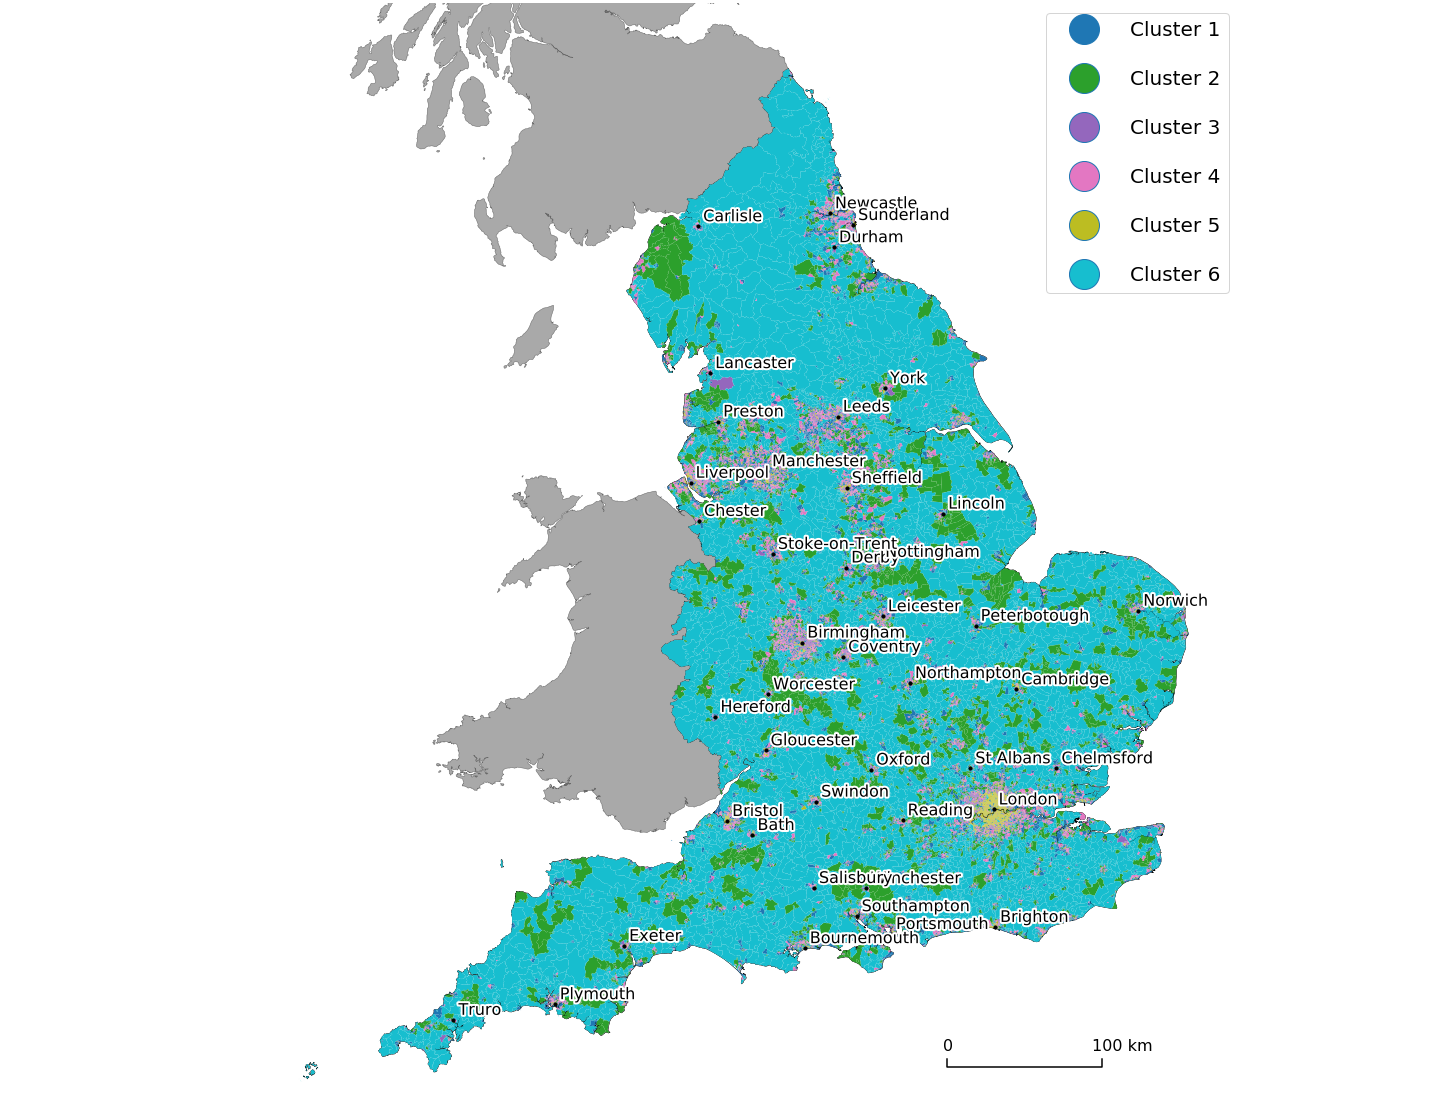 Cluster 1
Cluster 2
Cluster 3
Cluster 4
Cluster 5
Cluster 6
Newcastle
Carlisle
Sunderland
Durham
Lancaster
York
Preston
Leeds
Manchester
Liverpool
Sheffield
Chester
Lincoln
Stoke-on-Trent
Nottingham
Derby
Norwich
Leicester
Peterbotough
Birmingham
Coventry
Northampton
Cambridge
Worcester
Hereford
Gloucester
Oxford
St Albans
Chelmsford
Swindon
London
Bristol
Reading
Bath
Salisbury
nchester
Southampton
Portsmouth
Brighton
Exeter
Bournemouth
Plymouth
Truro
0
100 km